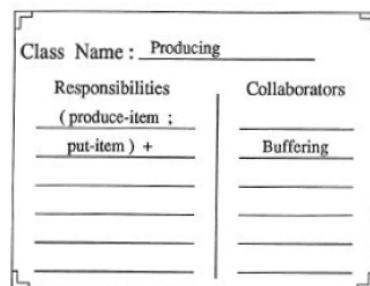 Class Name : Producing
Responsibilities Collaborators
( produce-item ;
put-item ) + Buffering